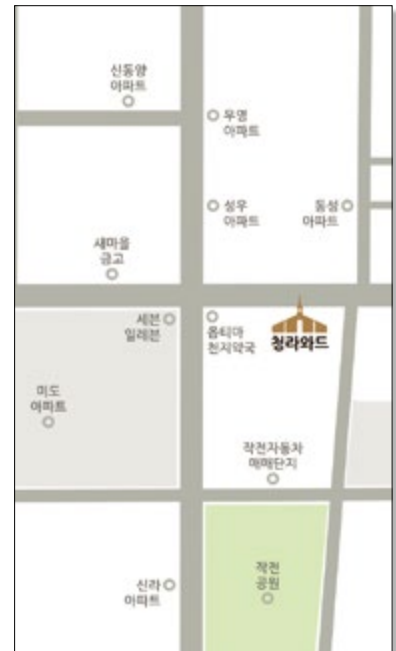 신동양
아파트
우영
아파트
성우
아파트
동성
아파트
새마을
금고
세븐
일레븐
옵티마
천지약국
청라와드
미도
아파트
작전자동차
매매단지
작전
공원
신라
아파트